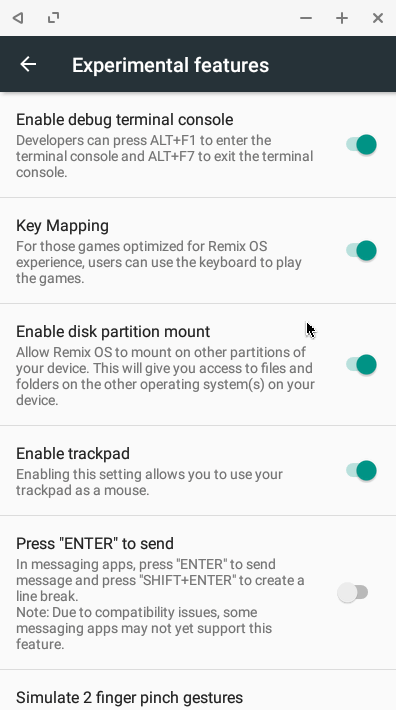 Experimental features
Enable debug terminal console
Developers can press ALT+F1 to enter the
terminal console and ALT+F7 to exit the terminal
console.
Key Mapping
For those games optimized for Remix OS
experience, users can use the keyboard to play
the games.
Enable disk partition mount
Allow Remix OS to mount on other partitions of
your device. This will give you access to files and
folders on the other operating system(s) on your
device.
Enable trackpad
Enabling this setting allows you to use your
trackpad as a mouse.
Press "ENTER" to send
In messaging apps, press "ENTER" to send
message and press "SHIFT+ENTER" to create a
line break.
Note: Due to compatibility issues, some
messaging apps may not yet support this
feature.
Simulate 2 finger pinch gestures